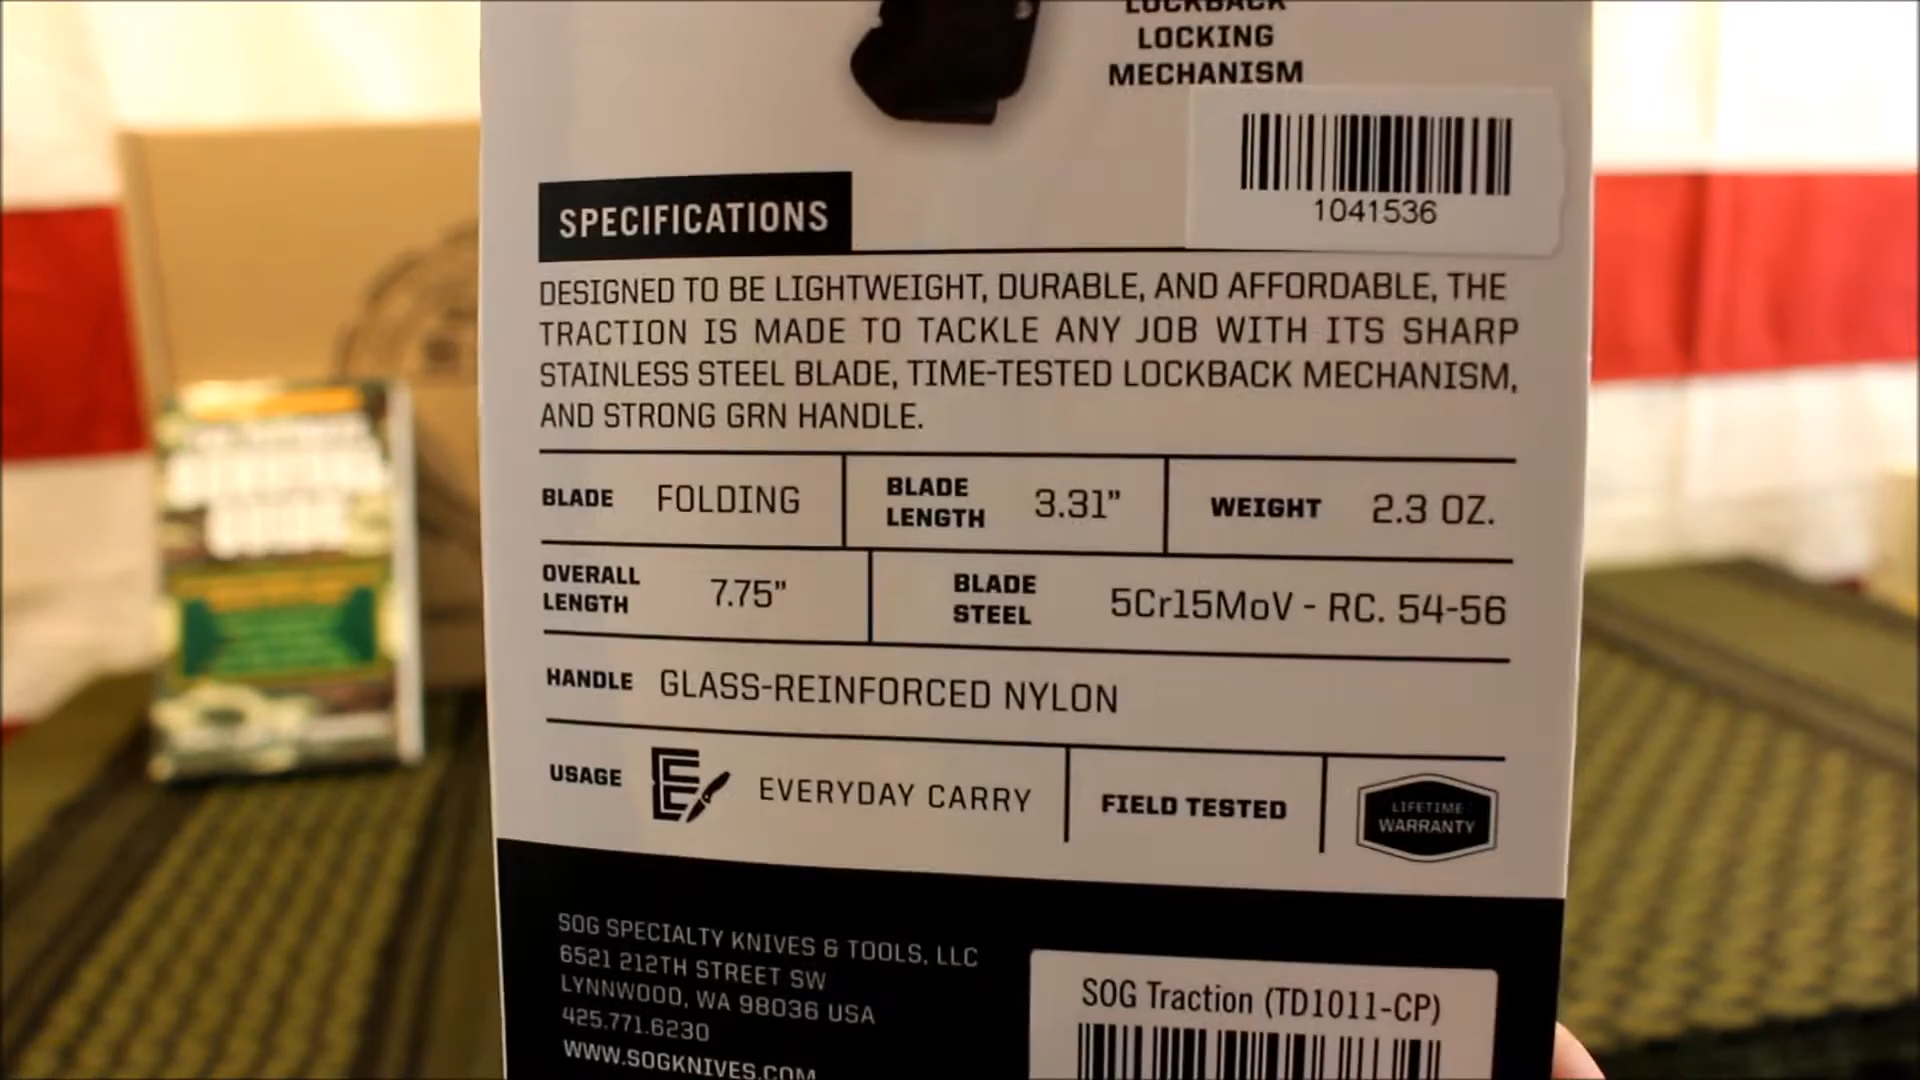 LOCKBACK
LOCKING
MECHANISM
1041536
SPECIFICATIONS
DESIGNED TO BE LIGHTWEIGHT, DURABLE, AND AFFORDABLE, THE
TRACTION IS MADE TO TACKLE ANY JOB WITH ITS SHARP
STAINLESS STEEL BLADE, TIME-TESTED LOCKBACK MECHANISM,
AND STRONG GRN HANDLE.
BLADE FOLDING
BLADE LENGTH 3.31”
WEIGHT 2.3 OZ.
OVERALL LENGTH 7.75"
BLADE STEEL 5Cr15MoV - RC. 54-56
HANDLE GLASS-REINFORCED NYLON
USAGE EVERYDAY CARRY
FIELD TESTED
LIFETIME
WARRANTY
SOG SPECIALTY KNIVES & TOOLS, LLC
6521 212TH STREET SW
LYNNWOOD, WA 98036 USA
425.771.6230
WWW.SOGKNIVES.COM
SOG Traction (TD1011-CP)